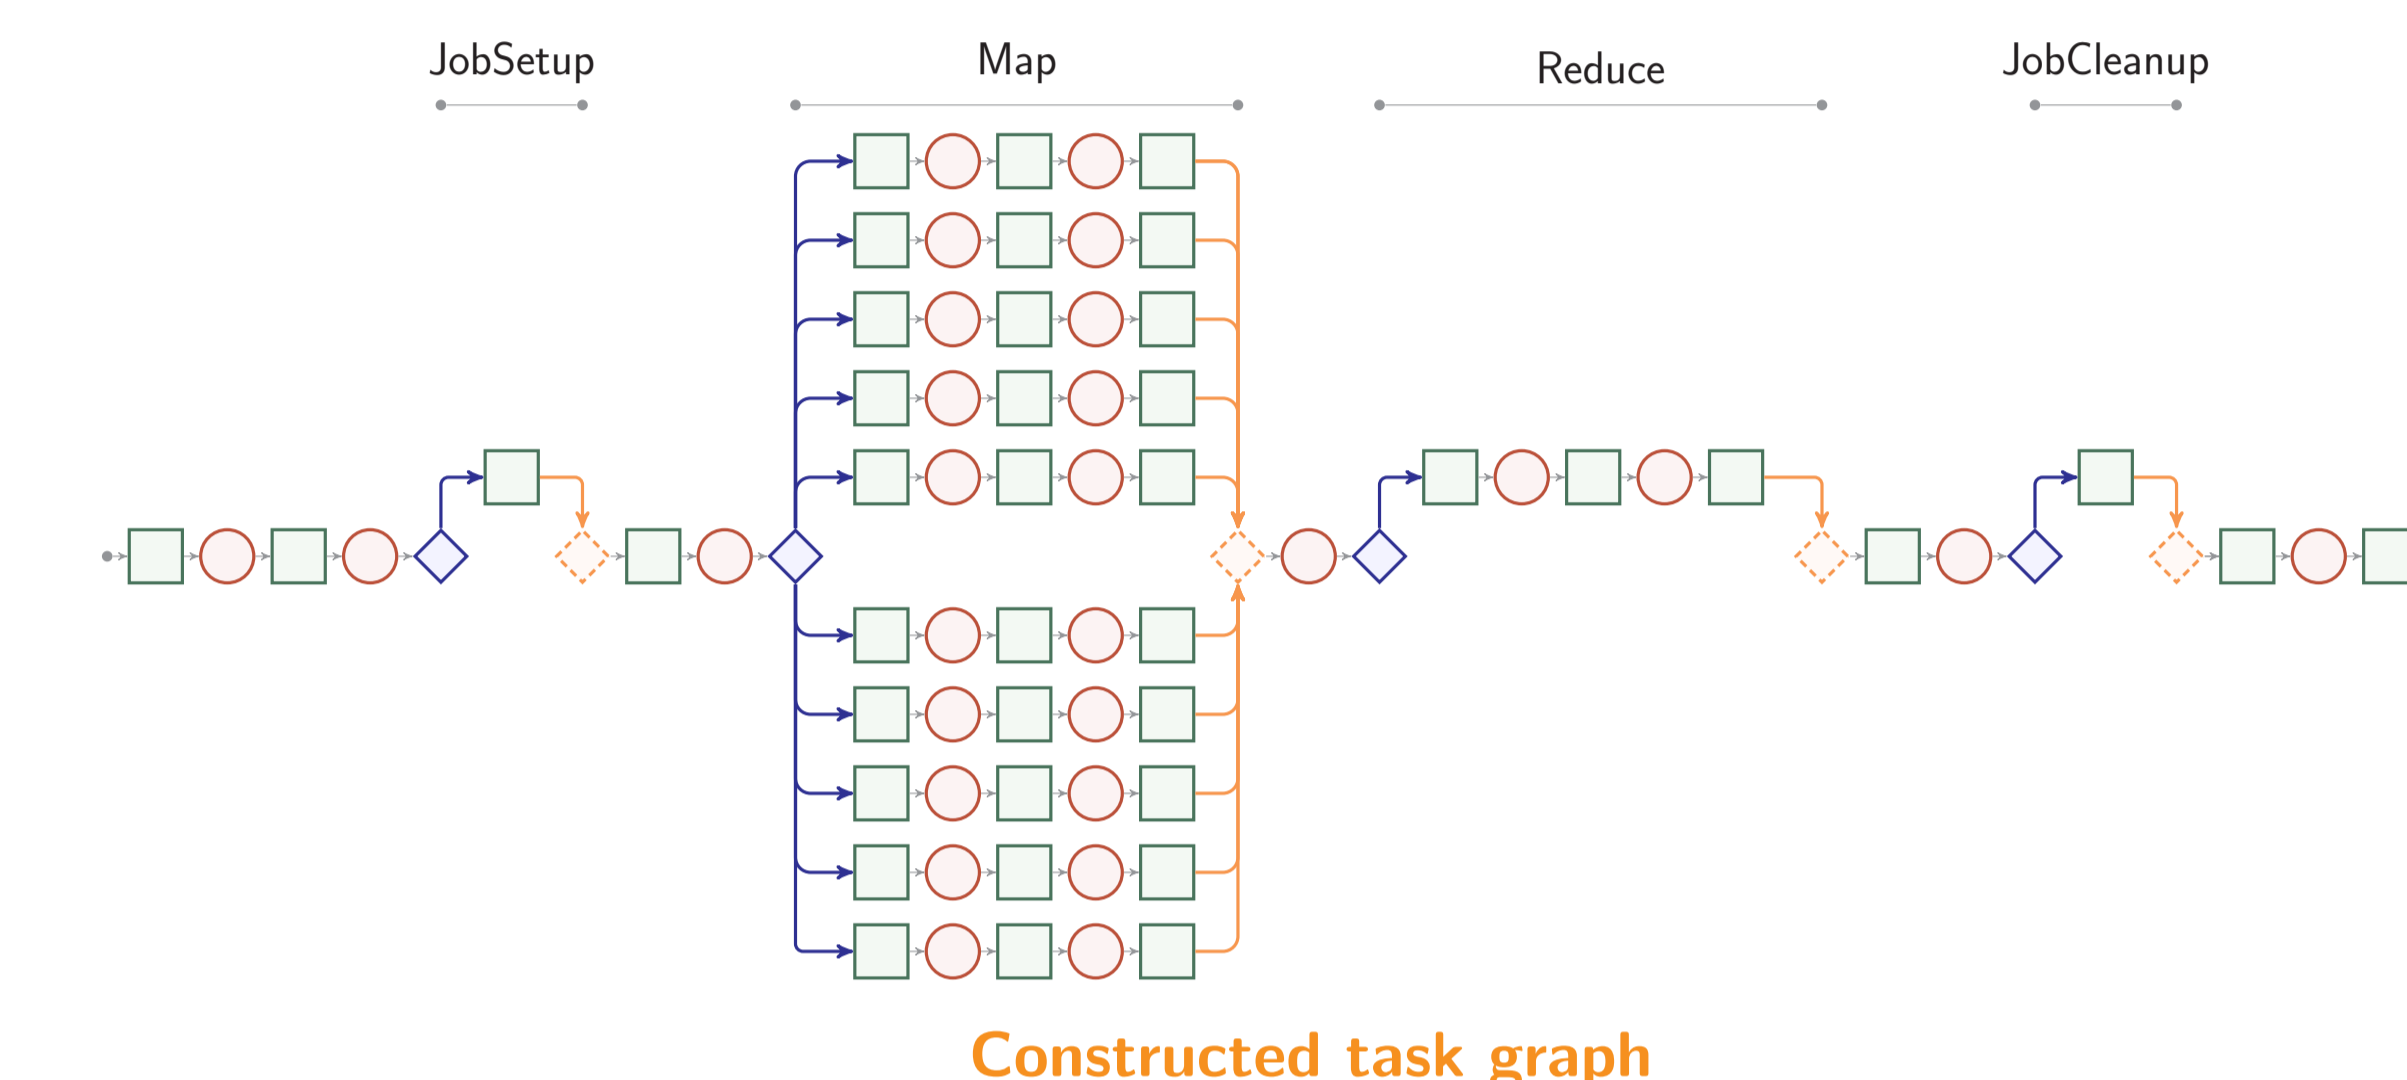 JobSetup
Map
Reduce
JobCleanup
Constructed task graph